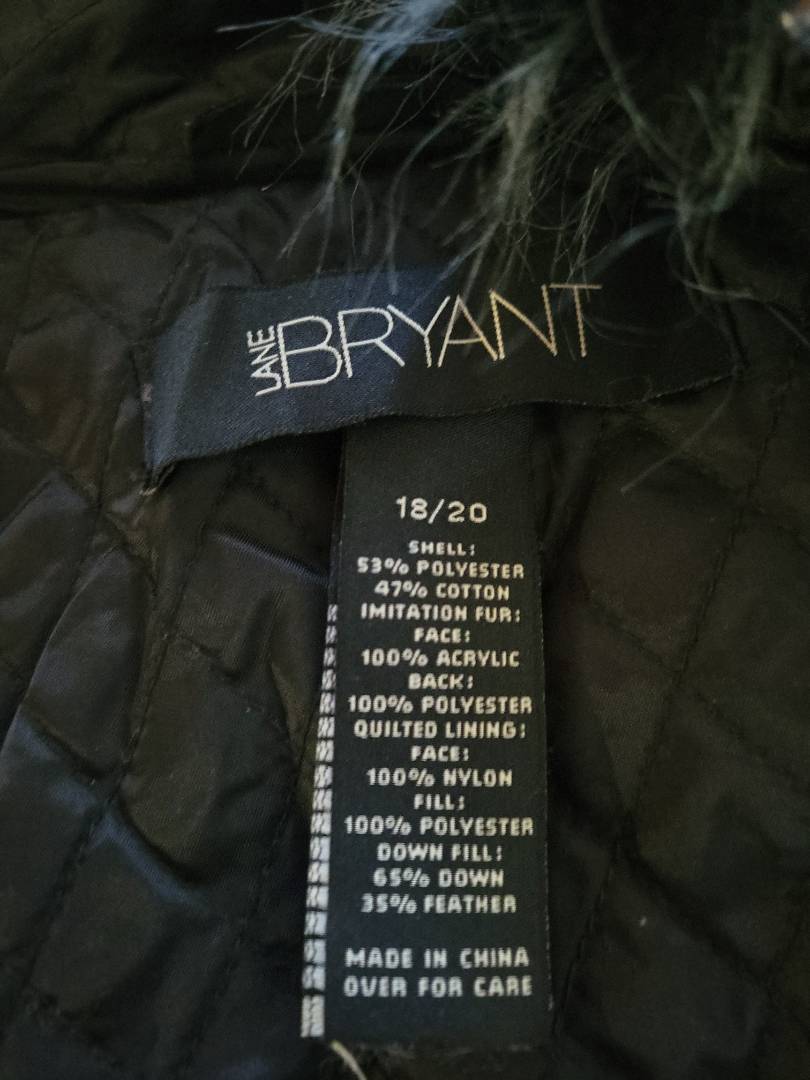 LANE BRYANT
18/20
SHELL:
53% POLYESTER
47% COTTON
IMITATION FUR:
FACE:
100% ACRYLIC
BACK:
100% POLYESTER
QUILTED LINING:
FACE:
100% NYLON
FILL:
100% POLYESTER
DOWN FILL:
65% DOWN
35% FEATHER
MADE IN CHINA
OVER FOR CARE